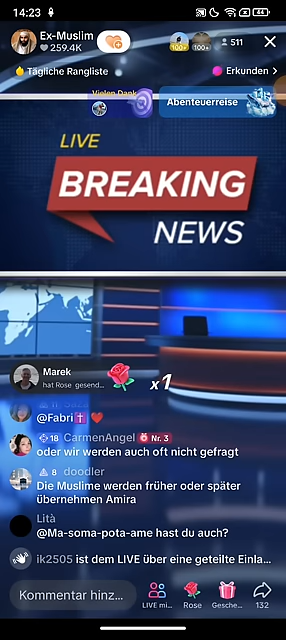 14:23
44
Ex-Muslim
259.4K
100+
100+
511
Tägliche Rangliste
Erkunden >
Vielen Dank
Abenteuerreise
LIVE
BREAKING
NEWS
Marek
hat Rose gesend...
x1
@Fabri✝️ ❤️
18 CarmenAngel Nr. 3
oder wir werden auch oft nicht gefragt
8 doodler
Die Muslime werden früher oder später
übernehmen Amira
Lità
@Ma-soma-pota-ame hast du auch?
ik2505 ist dem LIVE über eine geteilte Einla...
Kommentar hinz...
LIVE mi...
Rose
Gesche...
132